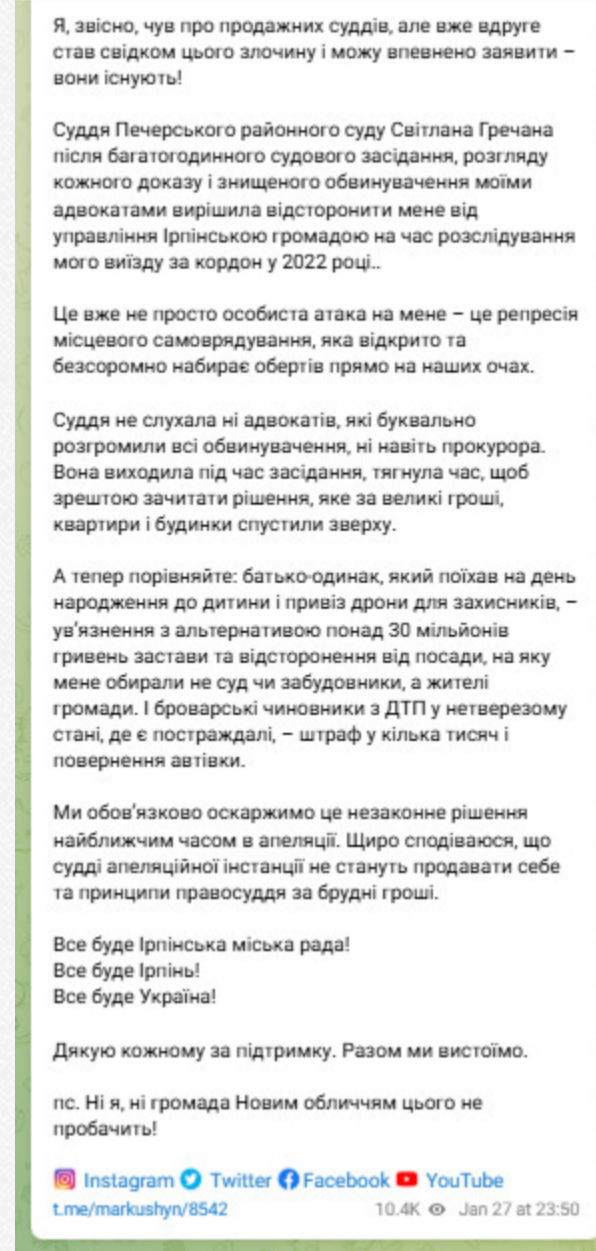 Я, звісно, чув про продажних суддів, але вже вдруге
став свідком цього злочину і можу впевнено заявити –
вони існують!
Суддя Печерського районного суду Світлана Гречана
після багатогодинного судового засідання, розгляду
кожного доказу і знищеного обвинувачення моїми
адвокатами вирішила відсторонити мене від
управління Ірпінською громадою на час розслідування
мого виїзду за кордон у 2022 році..
Це вже не просто особиста атака на мене – це репресія
місцевого самоврядування, яка відкрито та
безсоромно набирає обертів прямо на наших очах.
Суддя не слухала ні адвокатів, які буквально
розгромили всі обвинувачення, ні навіть прокурора.
Вона виходила під час засідання, тягнула час, щоб
зрештою зачитати рішення, яке за великі гроші,
квартири і будинки спустили зверху.
А тепер порівняйте: батько-одинак, який поїхав на день
народження до дитини і привіз дрони для захисників, –
ув'язнення з альтернативою понад 30 мільйонів
гривень застави та відсторонення від посади, на яку
мене обирали не суд чи забудовники, а жителі
громади. І броварські чиновники з ДТП у нетверезому
стані, де є постраждалі, – штраф у кілька тисяч і
повернення автівки.
Ми обов'язково оскаржимо це незаконне рішення
найближчим часом в апеляції. Щиро сподіваюся, що
судді апеляційної інстанції не стануть продавати себе
та принципи правосуддя за брудні гроші.
Все буде Ірпінська міська рада!
Все буде Ірпінь!
Все буде Україна!
Дякую кожному за підтримку. Разом ми вистоїмо.
пс. Ні я, ні громада Новим обличчям цього не
пробачить!
Instagram Twitter Facebook YouTube
t.me/markushyn/8542 10.4K Jan 27 at 23:50